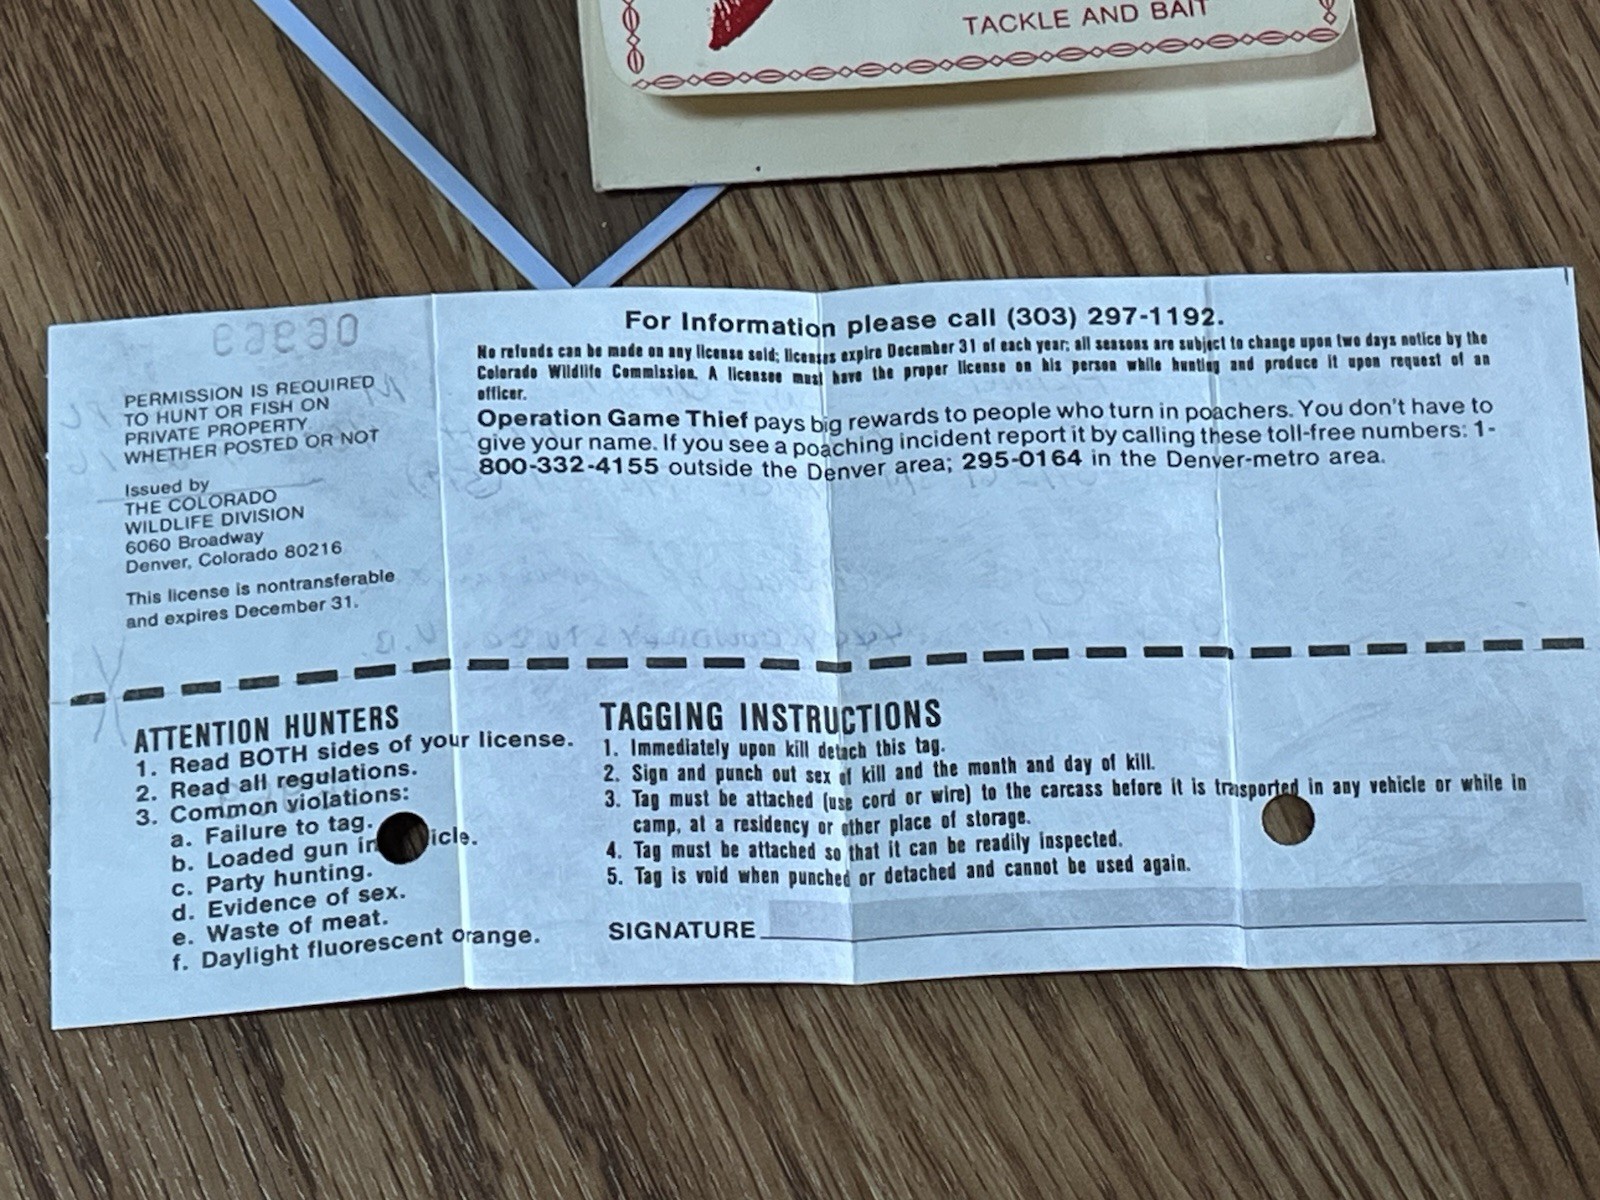 TACKLE AND BAIT
For Information please call (303) 297-1192.
No refunds can be made on any license sold; licenses expire December 31 of each year; all seasons are subject to change upon two days notice by the
Colorado Wildlife Commission. A licensee must have the proper license on his person while hunting and produce it upon request of an
officer.
Operation Game Thief pays big rewards to people who turn in poachers. You don't have to
give your name. If you see a poaching incident report it by calling these toll-free numbers: 1-
800-332-4155 outside the Denver area; 295-0164 in the Denver-metro area.
PERMISSION IS REQUIRED
TO HUNT OR FISH ON
PRIVATE PROPERTY
WHETHER POSTED OR NOT
Issued by
THE COLORADO
WILDLIFE DIVISION
6060 Broadway
Denver, Colorado 80216
This license is nontransferable
and expires December 31.
ATTENTION HUNTERS
1. Read BOTH sides of your license.
2. Read all regulations.
3. Common violations:
a. Failure to tag.
b. Loaded gun in icle.
c. Party hunting.
d. Evidence of sex.
e. Waste of meat.
f. Daylight fluorescent orange.
TAGGING INSTRUCTIONS
1. Immediately upon kill detach this tag.
2. Sign and punch out sex of kill and the month and day of kill.
3. Tag must be attached (use cord or wire) to the carcass before it is transported in any vehicle or while in
camp, at a residency or other place of storage.
4. Tag must be attached so that it can be readily inspected.
5. Tag is void when punched or detached and cannot be used again.
SIGNATURE